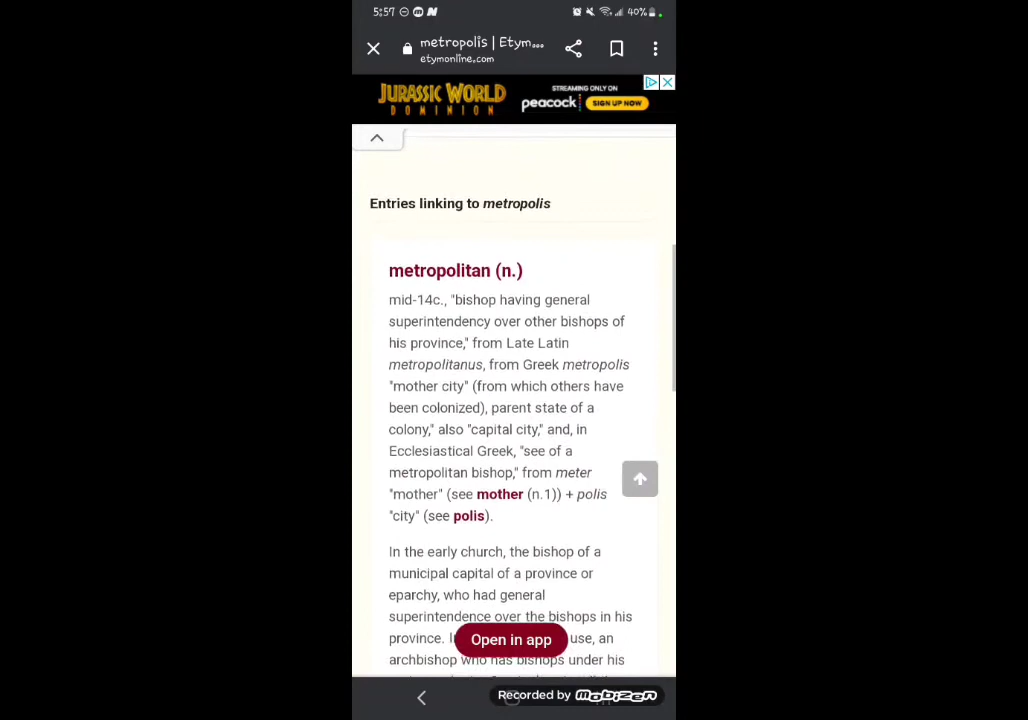 5:57
40%
metropolis | Etym...
etymonline.com
JURASSIC WORLD
DOMINION
STREAMING ONLY ON
peacock
SIGN UP NOW
Entries linking to metropolis
metropolitan (n.)
mid-14c., "bishop having general
superintendency over other bishops of
his province," from Late Latin
metropolitanus, from Greek metropolis
"mother city" (from which others have
been colonized), parent state of a
colony," also "capital city," and, in
Ecclesiastical Greek, "see of a
metropolitan bishop," from meter
"mother" (see mother (n.1)) + polis
"city" (see polis).
In the early church, the bishop of a
municipal capital of a province or
eparchy, who had general
superintendence over the bishops in his
province. use, an
Open in app
archbishop who has bishops under his
Recorded by mobizen